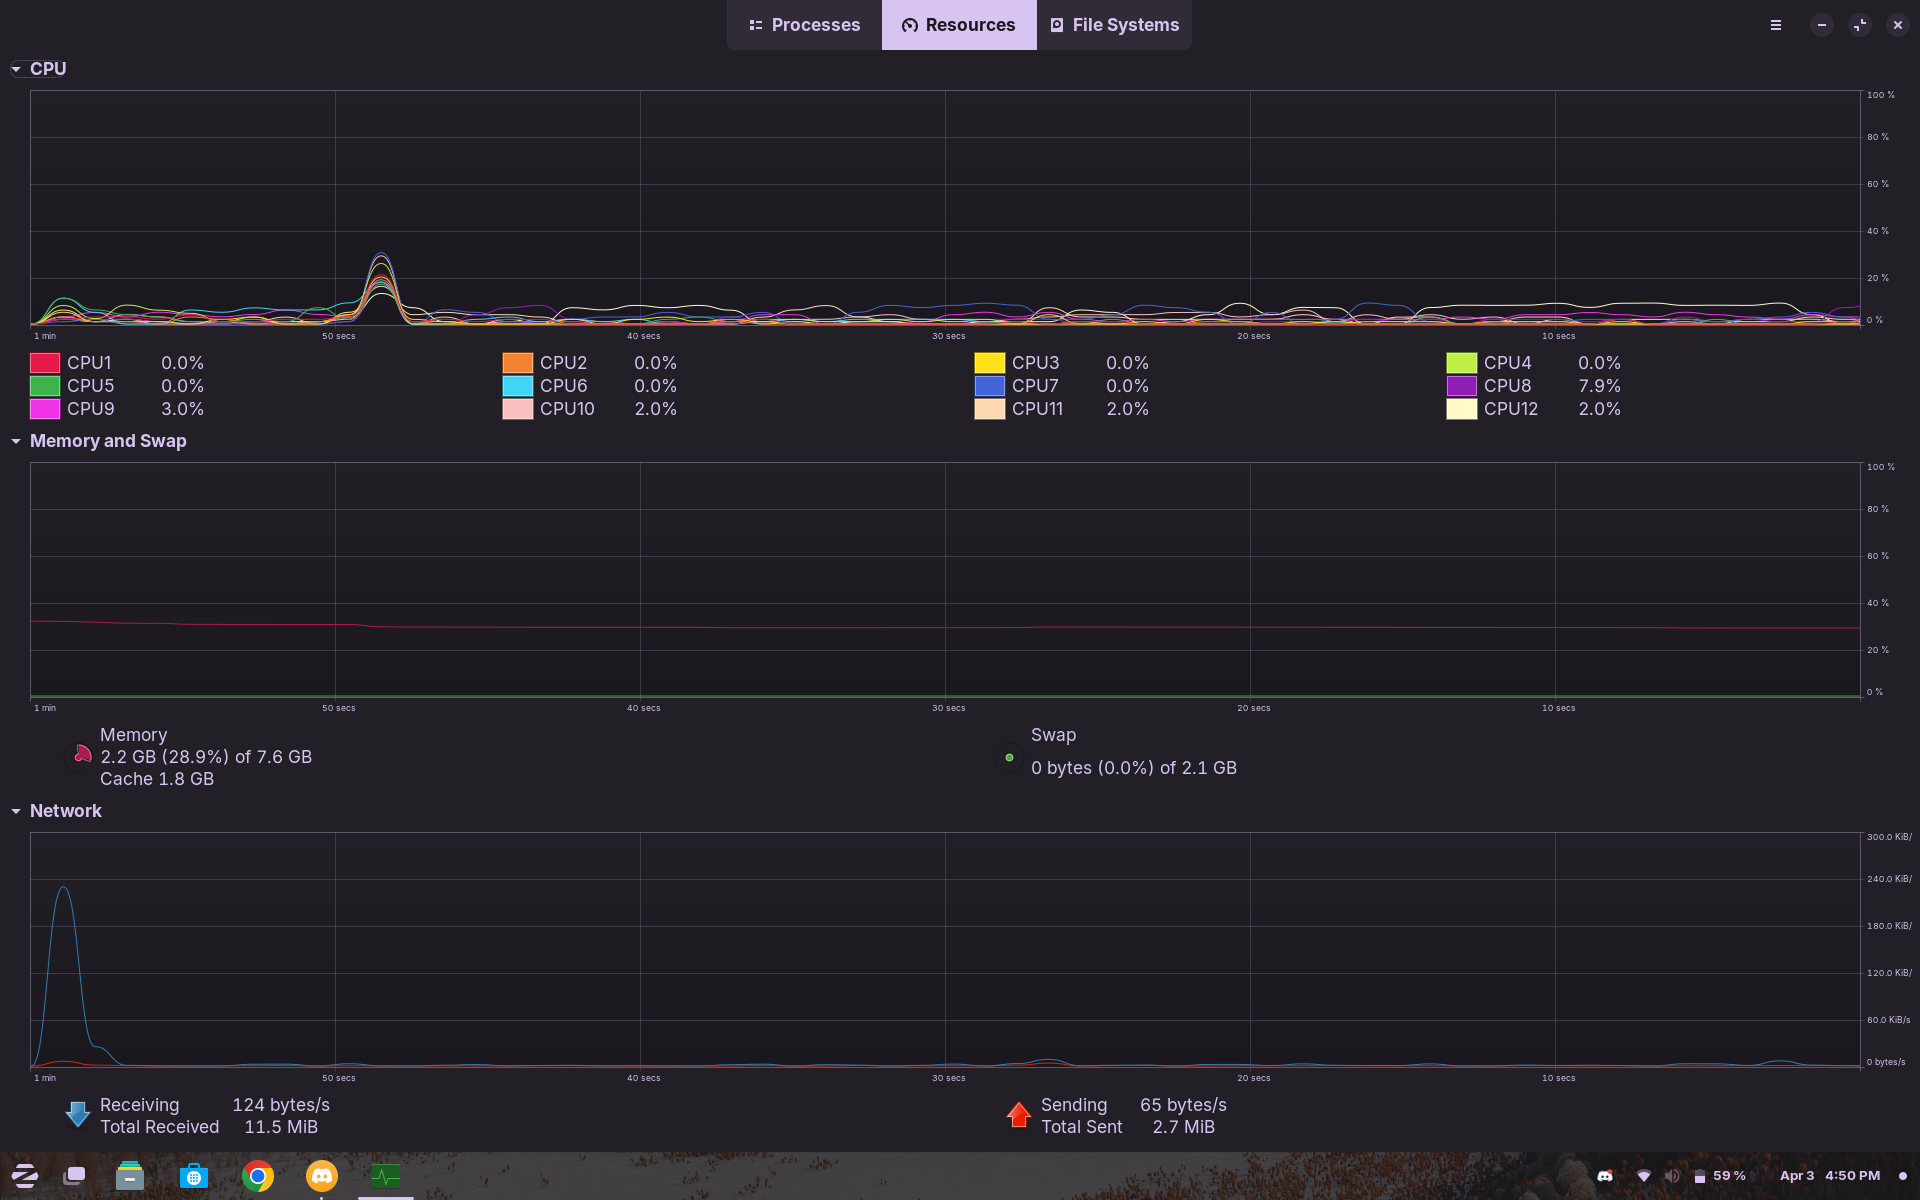 Processes Resources File Systems
CPU
100 %
80 %
60 %
40 %
20 %
0 %
1 min 50 secs 40 secs 30 secs 20 secs 10 secs
CPU1 0.0% CPU2 0.0% CPU3 0.0% CPU4 0.0%
CPU5 0.0% CPU6 0.0% CPU7 0.0% CPU8 7.9%
CPU9 3.0% CPU10 2.0% CPU11 2.0% CPU12 2.0%
Memory and Swap
100 %
80 %
60 %
40 %
20 %
0 %
1 min 50 secs 40 secs 30 secs 20 secs 10 secs
Memory
2.2 GB (28.9%) of 7.6 GB
Cache 1.8 GB
Swap
0 bytes (0.0%) of 2.1 GB
Network
300.0 KiB/
240.0 KiB/
180.0 KiB/
120.0 KiB/
60.0 KiB/s
0 bytes/s
1 min 50 secs 40 secs 30 secs 20 secs 10 secs
Receiving 124 bytes/s
Total Received 11.5 MiB
Sending 65 bytes/s
Total Sent 2.7 MiB
59 % Apr 3 4:50 PM